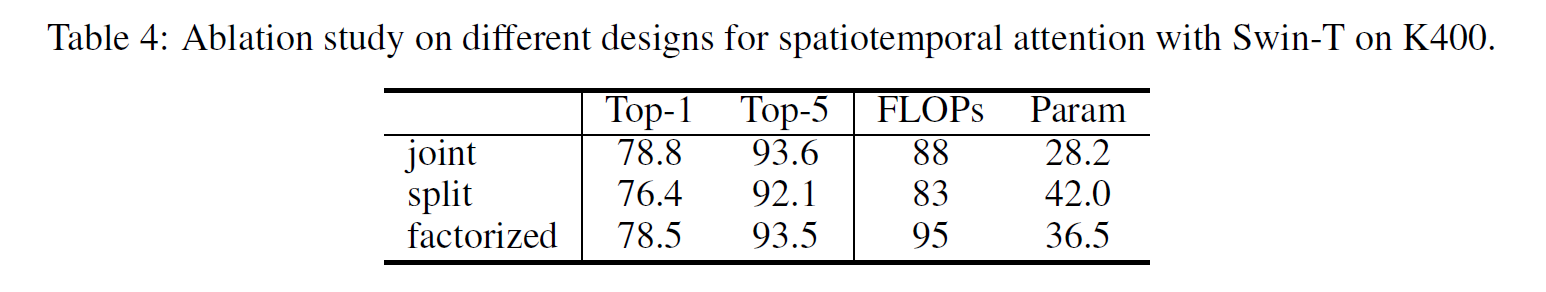 Table 4: Ablation study on different designs for spatiotemporal attention with Swin-T on K400.
Top-1 Top-5 FLOPs Param
joint 78.8 93.6 88 28.2
split 76.4 92.1 83 42.0
factorized 78.5 93.5 95 36.5